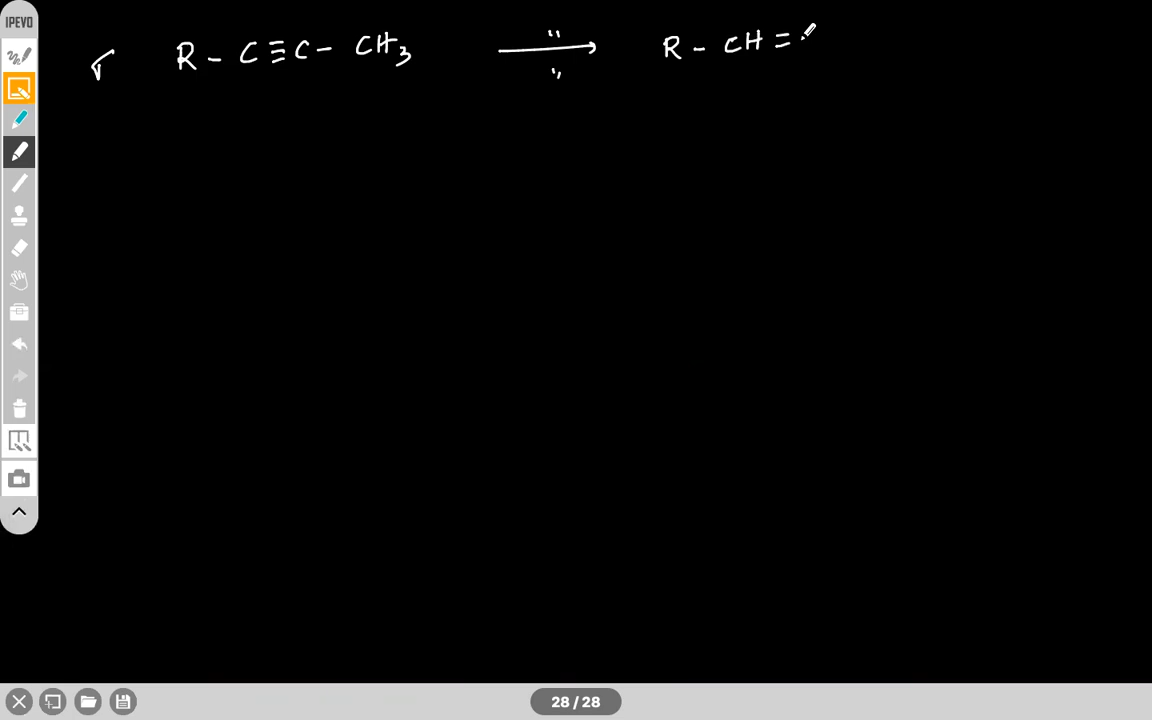 IPEVO
R - C ≡ C - CH₃ ⟶ R - CH =
"
"
28 / 28